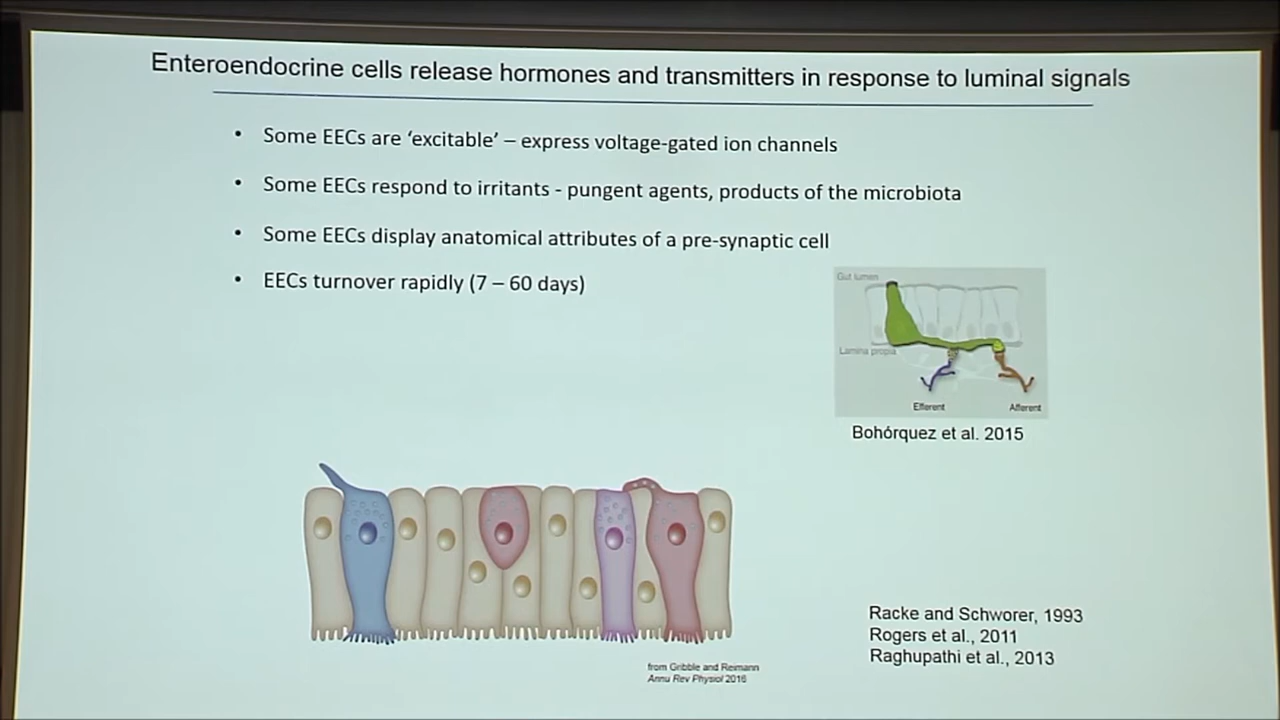 Enteroendocrine cells release hormones and transmitters in response to luminal signals
• Some EECs are ‘excitable’ – express voltage-gated ion channels
• Some EECs respond to irritants - pungent agents, products of the microbiota
• Some EECs display anatomical attributes of a pre-synaptic cell
• EECs turnover rapidly (7 – 60 days)
Gut lumen
Lamina propia
Efferent
Afferent
Bohórquez et al. 2015
Racke and Schworer, 1993
Rogers et al., 2011
Raghupathi et al., 2013
from Gribble and Reimann
Annu Rev Physiol 2016